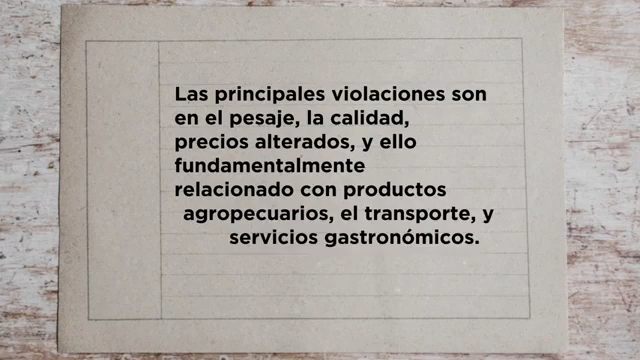 Las principales violaciones son
en el pesaje, la calidad,
precios alterados, y ello
fundamentalmente
relacionado con productos
agropecuarios, el transporte, y
servicios gastronómicos.